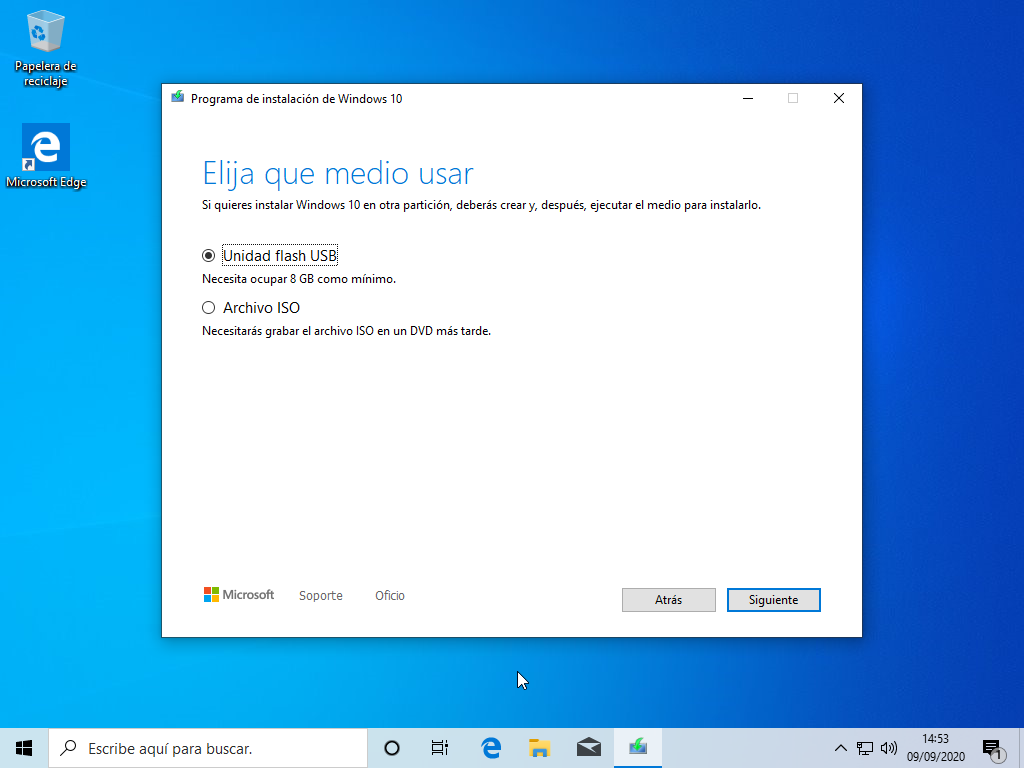 Papelera de
reciclaje
Microsoft Edge
Programa de instalación de Windows 10
Elija que medio usar
Si quieres instalar Windows 10 en otra partición, deberás crear y, después, ejecutar el medio para instalarlo.
Unidad flash USB
Necesita ocupar 8 GB como mínimo.
Archivo ISO
Necesitarás grabar el archivo ISO en un DVD más tarde.
Microsoft Soporte Oficio
Atrás Siguiente
Escribe aquí para buscar.
14:53
09/09/2020
1